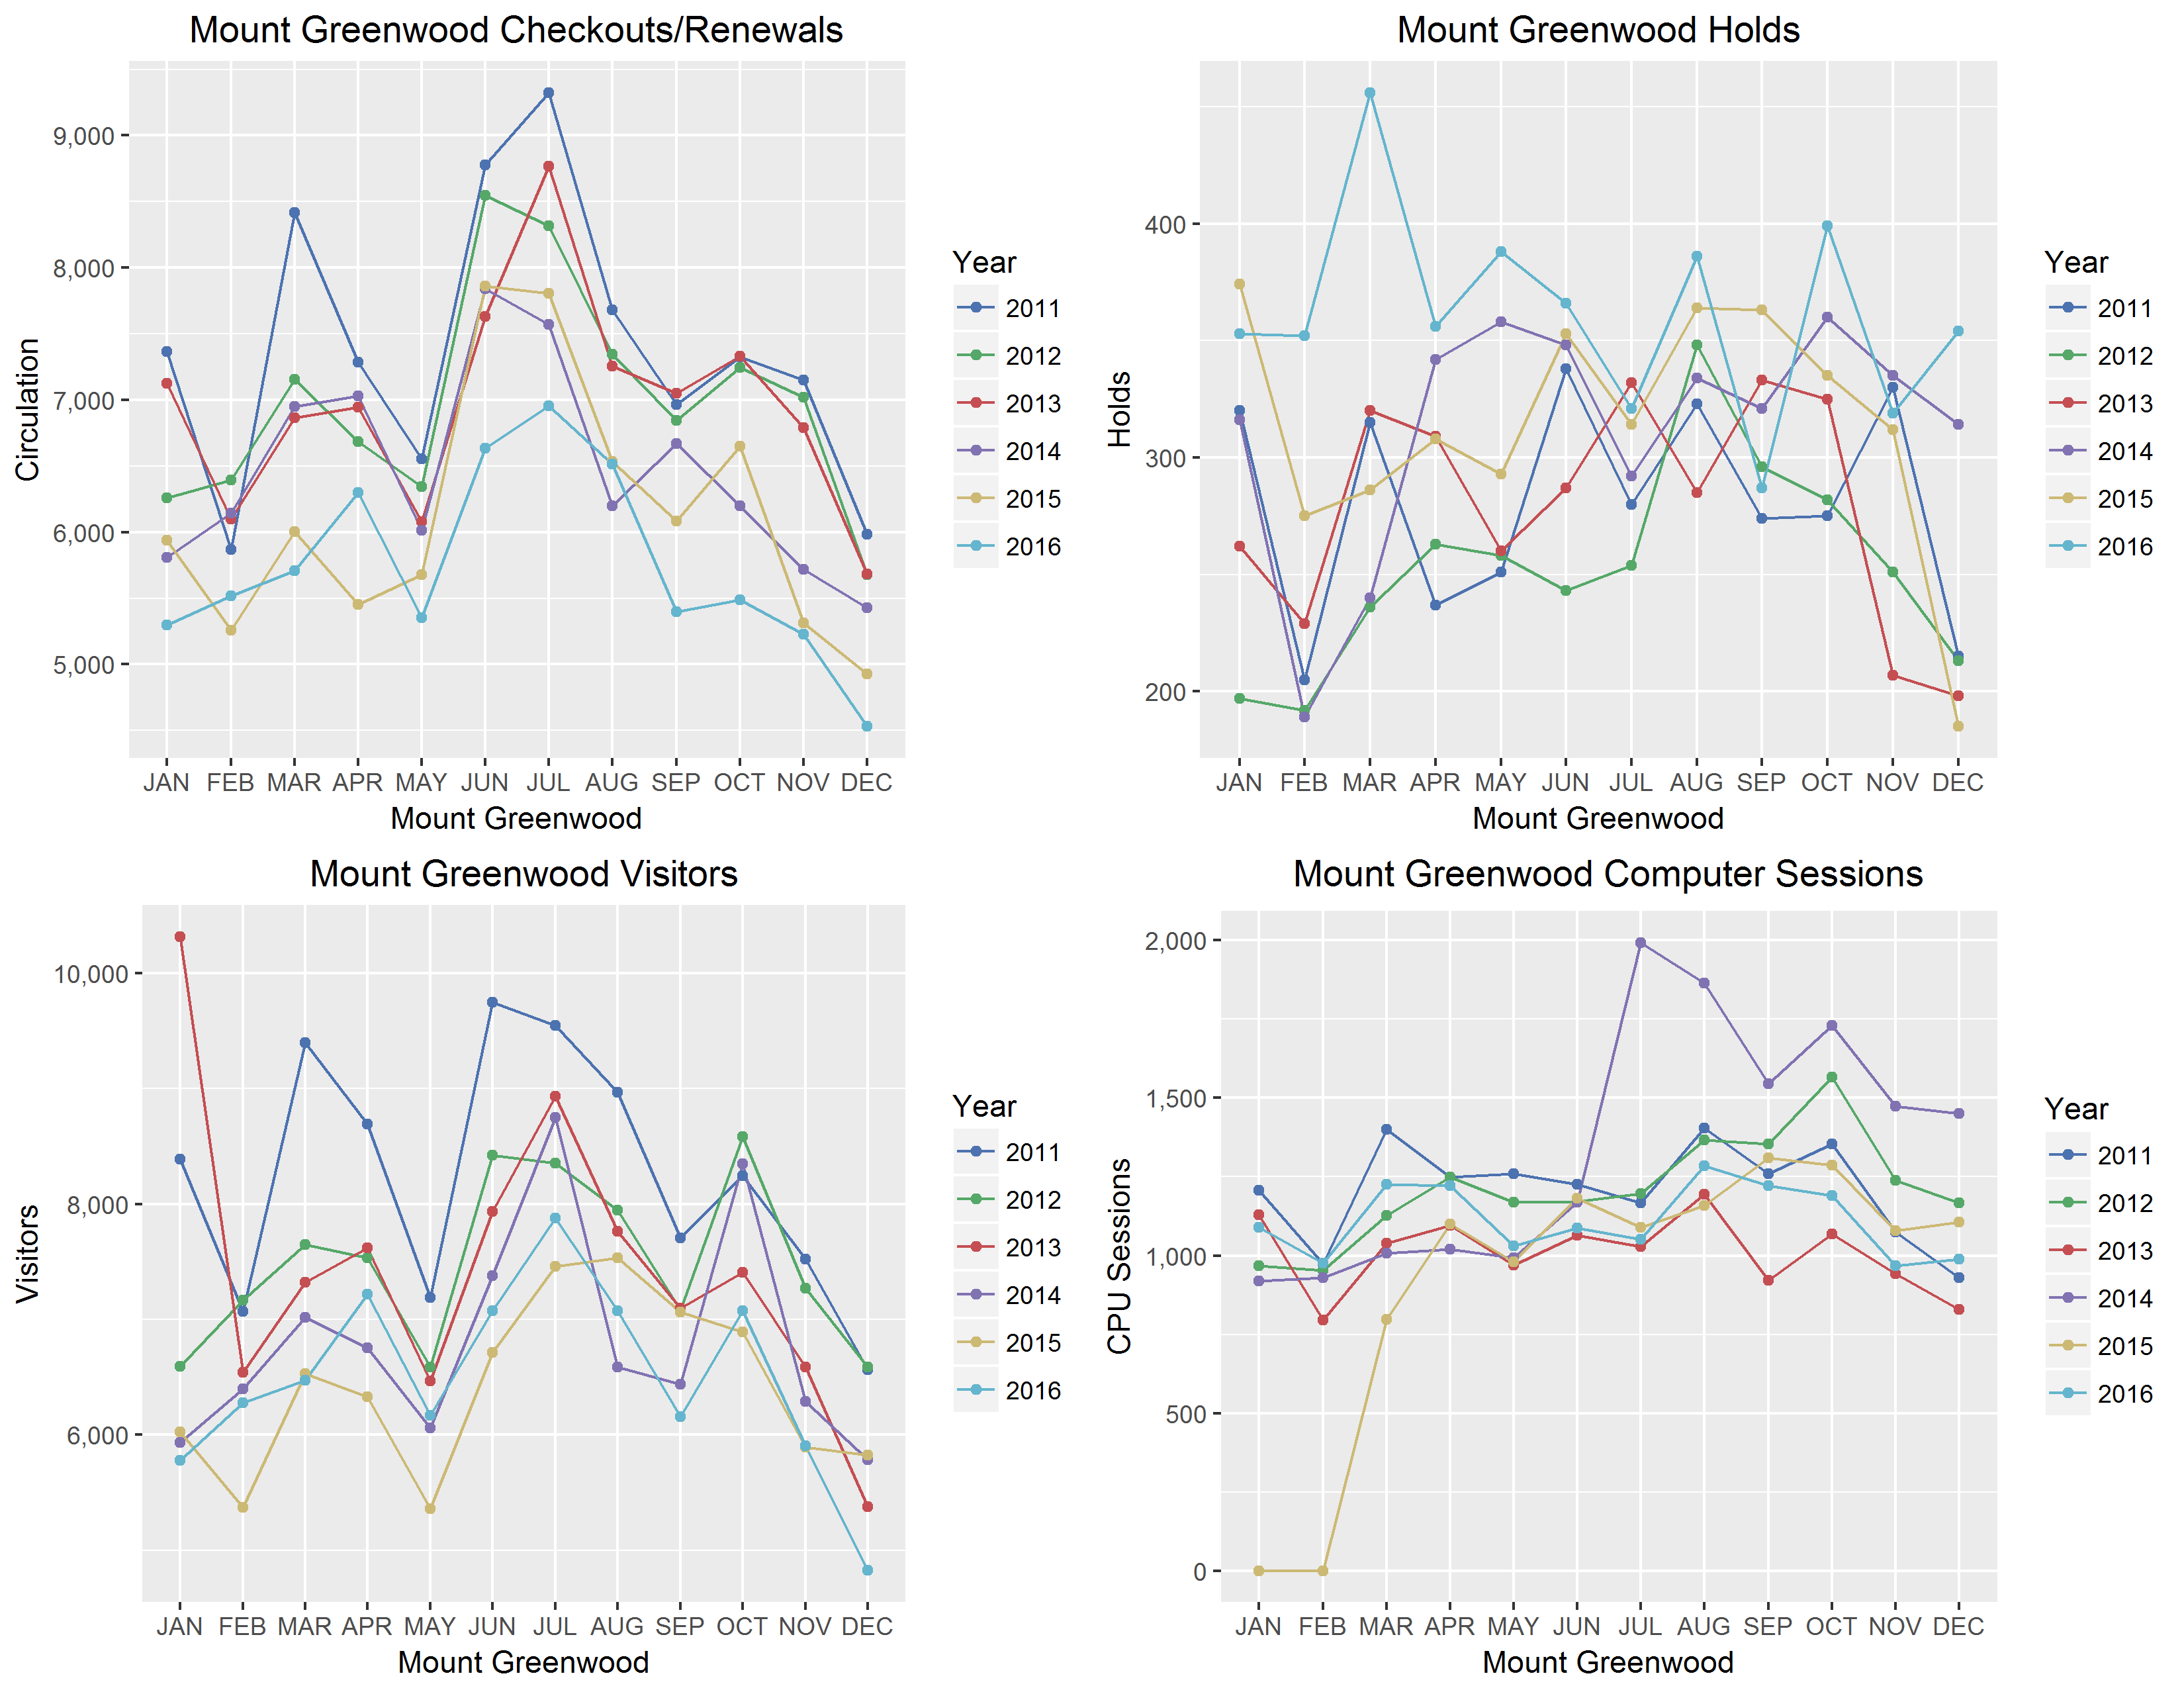 Mount Greenwood Checkouts/Renewals
Circulation
9,000
8,000
7,000
6,000
5,000
JAN FEB MAR APR MAY JUN JUL AUG SEP OCT NOV DEC
Mount Greenwood
Year
2011
2012
2013
2014
2015
2016
Mount Greenwood Holds
Holds
400
300
200
JAN FEB MAR APR MAY JUN JUL AUG SEP OCT NOV DEC
Mount Greenwood
Year
2011
2012
2013
2014
2015
2016
Mount Greenwood Visitors
Visitors
10,000
8,000
6,000
JAN FEB MAR APR MAY JUN JUL AUG SEP OCT NOV DEC
Mount Greenwood
Year
2011
2012
2013
2014
2015
2016
Mount Greenwood Computer Sessions
CPU Sessions
2,000
1,500
1,000
500
0
JAN FEB MAR APR MAY JUN JUL AUG SEP OCT NOV DEC
Mount Greenwood
Year
2011
2012
2013
2014
2015
2016